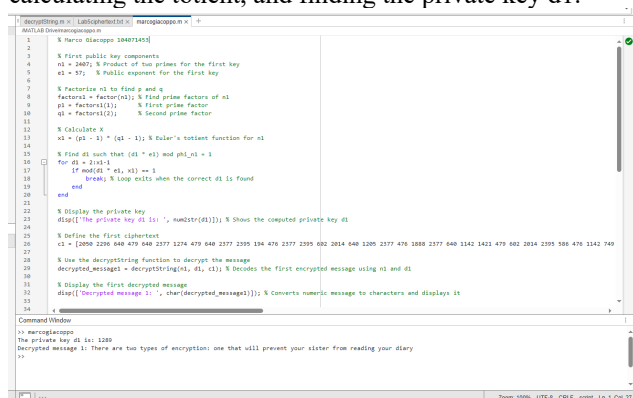 calculating the totient, and finding the private key d1.
decryptString.m × Lab5ciphertext.txt × marcogiacoppo.m × +
/MATLAB Drive/marcogiacoppo.m
1 % Marco Giacoppo 104071453
2
3 % First public key components
4 n1 = 2407; % Product of two primes for the first key
5 e1 = 57; % Public exponent for the first key
6
7 % Factorize n1 to find p and q
8 factors1 = factor(n1); % Find prime factors of n1
9 p1 = factors1(1); % First prime factor
10 q1 = factors1(2); % Second prime factor
11
12 % Calculate X
13 x1 = (p1 - 1) * (q1 - 1); % Euler's totient function for n1
14
15 % Find d1 such that (d1 * e1) mod phi_n1 = 1
16 for d1 = 2:x1-1
17 if mod(d1 * e1, x1) == 1
18 break; % Loop exits when the correct d1 is found
19 end
20 end
21
22 % Display the private key
23 disp(['The private key d1 is: ', num2str(d1)]); % Shows the computed private key d1
24
25 % Define the first ciphertext
26 c1 = [2050 2296 640 479 640 2377 1274 479 640 2377 2395 194 476 2377 2395 602 2014 640 1205 2377 476 1888 2377 640 1142 1421 479 602 2014 2395 586 476 1142 749
27
28 % Use the decryptString function to decrypt the message
29 decrypted_message1 = decryptString(n1, d1, c1); % Decodes the first encrypted message using n1 and d1
30
31 % Display the first decrypted message
32 disp(['Decrypted message 1: ', char(decrypted_message1)]); % Converts numeric message to characters and displays it
33
34
Command Window
>> marcogiacoppo
The private key d1 is: 1289
Decrypted message 1: There are two types of encryption: one that will prevent your sister from reading your diary
>>
Zoom: 100% UTF-8 CRLF script Ln 1 Col 27